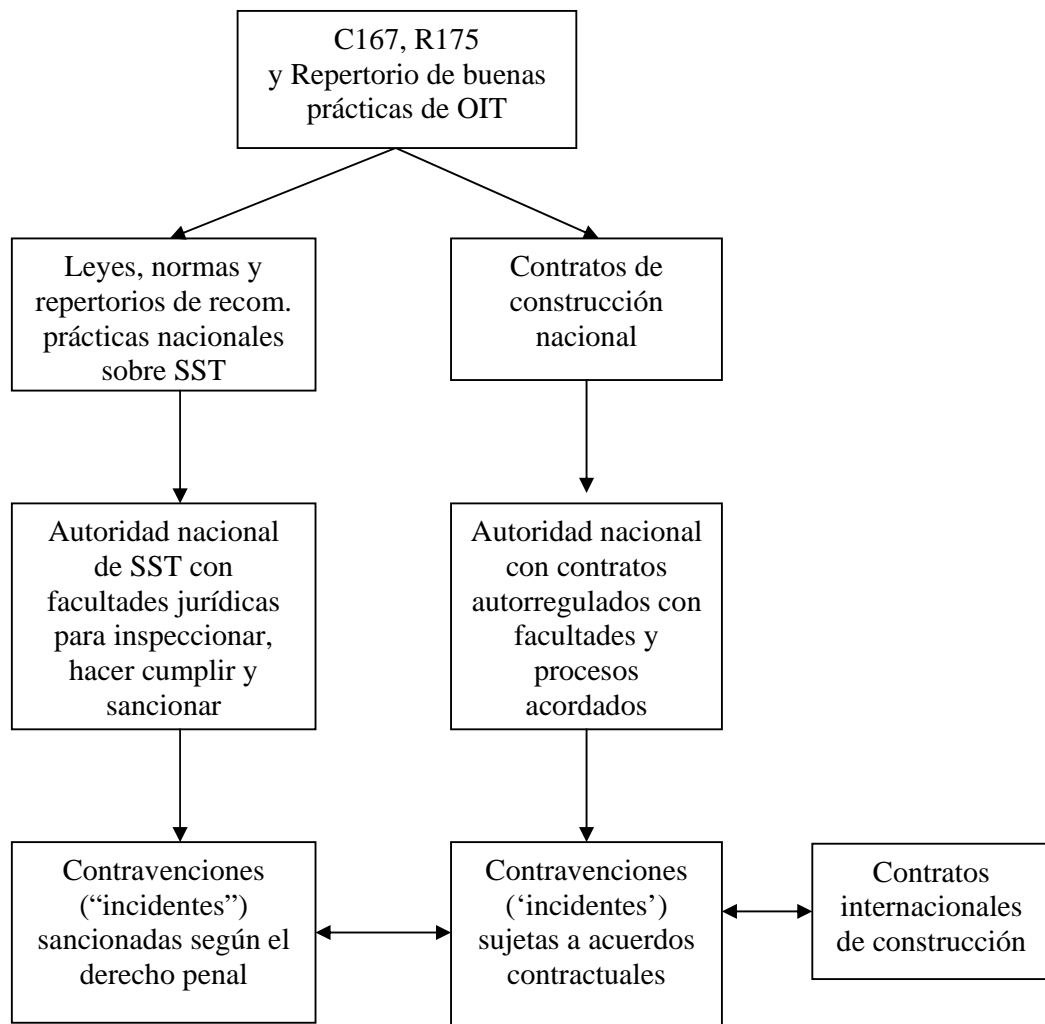 C167, R175
y Repertorio de buenas
prácticas de OIT
Leyes, normas y
repertorios de recom.
prácticas nacionales
sobre SST
Contratos de
construcción
nacional
Autoridad nacional
de SST con
facultades jurídicas
para inspeccionar,
hacer cumplir y
sancionar
Autoridad nacional
con contratos
autorregulados con
facultades y
procesos
acordados
Contravenciones
(“incidentes”)
sancionadas según el
derecho penal
Contravenciones
(‘incidentes’)
sujetas a acuerdos
contractuales
Contratos
internacionales
de construcción